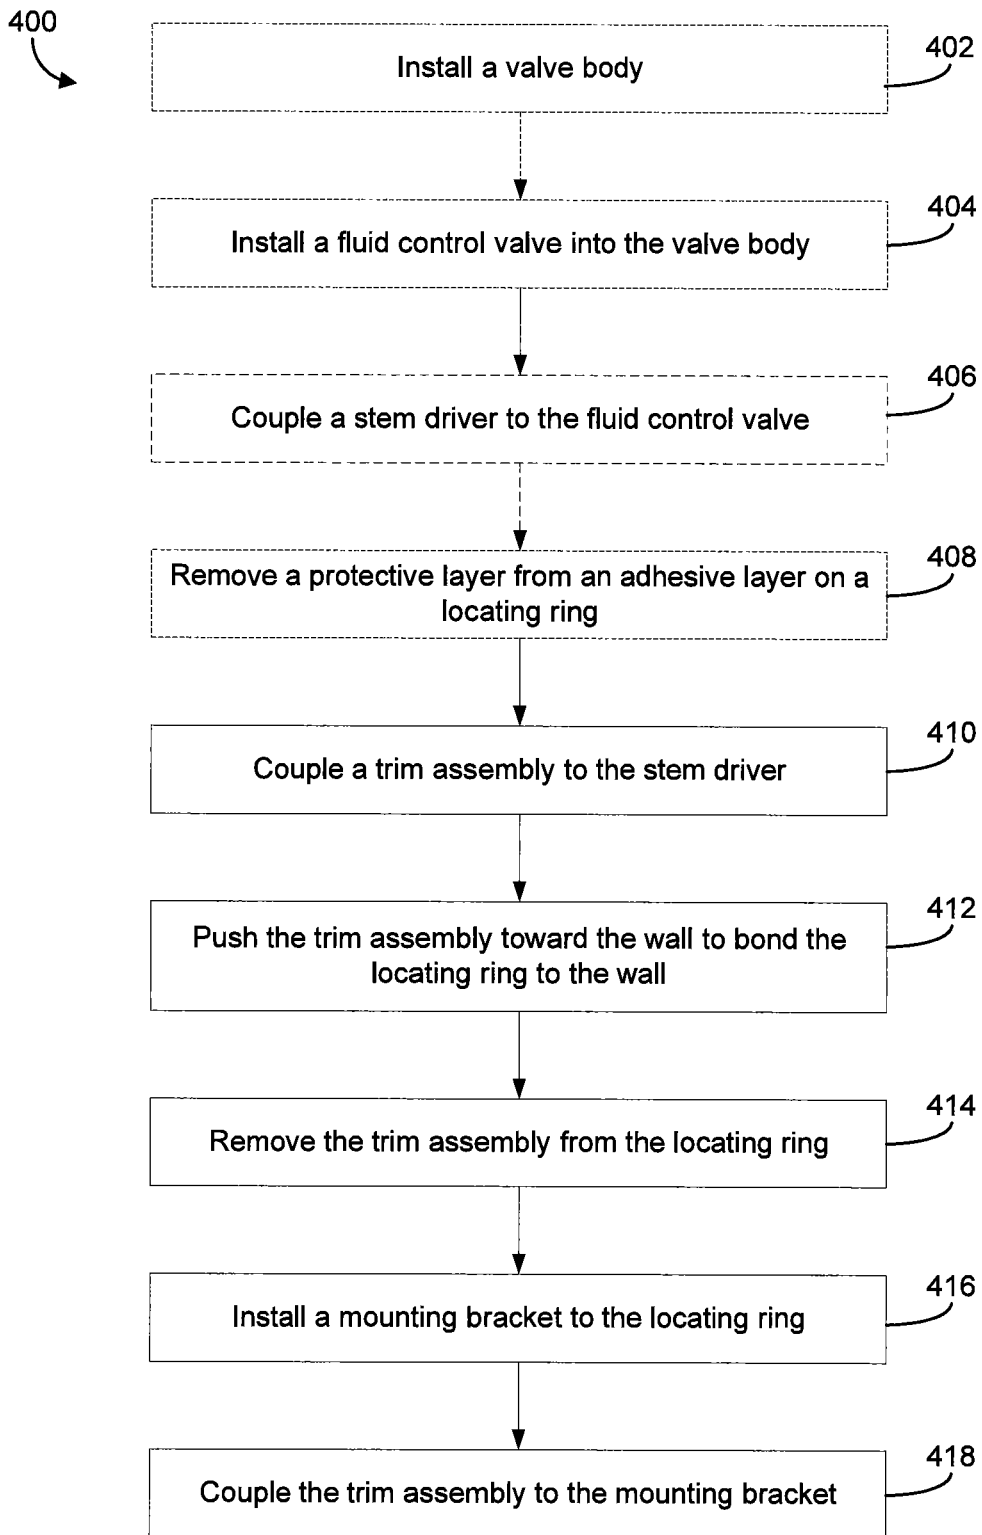 400
Install a valve body
402
Install a fluid control valve into the valve body
404
Couple a stem driver to the fluid control valve
406
Remove a protective layer from an adhesive layer on a
locating ring
408
Couple a trim assembly to the stem driver
410
Push the trim assembly toward the wall to bond the
locating ring to the wall
412
Remove the trim assembly from the locating ring
414
Install a mounting bracket to the locating ring
416
Couple the trim assembly to the mounting bracket
418